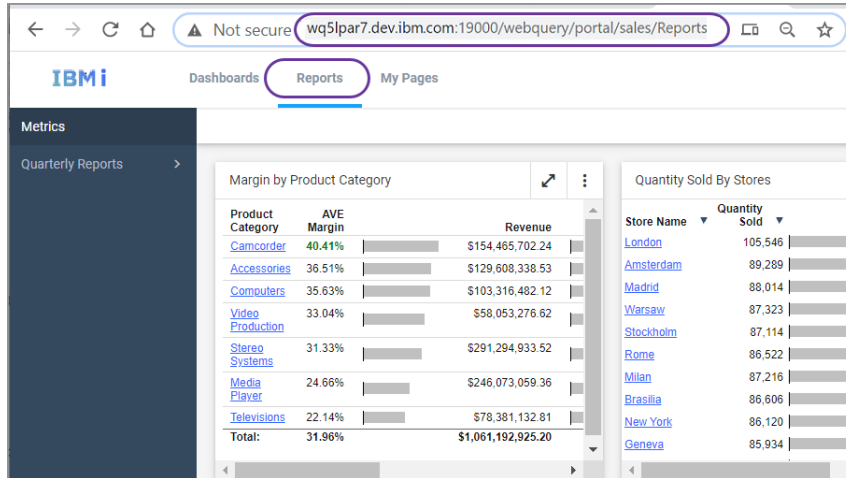 Not secure wq5lpar7.dev.ibm.com:19000/webquery/portal/sales/Reports
IBM i Dashboards Reports My Pages
Metrics
Quarterly Reports
Margin by Product Category
Product AVE
Category Margin Revenue
Camcorder 40.41% $154,465,702.24
Accessories 36.51% $129,608,338.53
Computers 35.63% $103,316,482.12
Video 33.04% $58,053,276.62
Production
Stereo 31.33% $291,294,933.52
Systems
Media 24.66% $246,073,059.36
Player
Televisions 22.14% $78,381,132.81
Total: 31.96% $1,061,192,925.20
Quantity Sold By Stores
Quantity
Store Name Sold
London 105,546
Amsterdam 89,289
Madrid 88,014
Warsaw 87,323
Stockholm 87,114
Rome 86,522
Milan 87,216
Brasilia 86,606
New York 86,120
Geneva 85,934